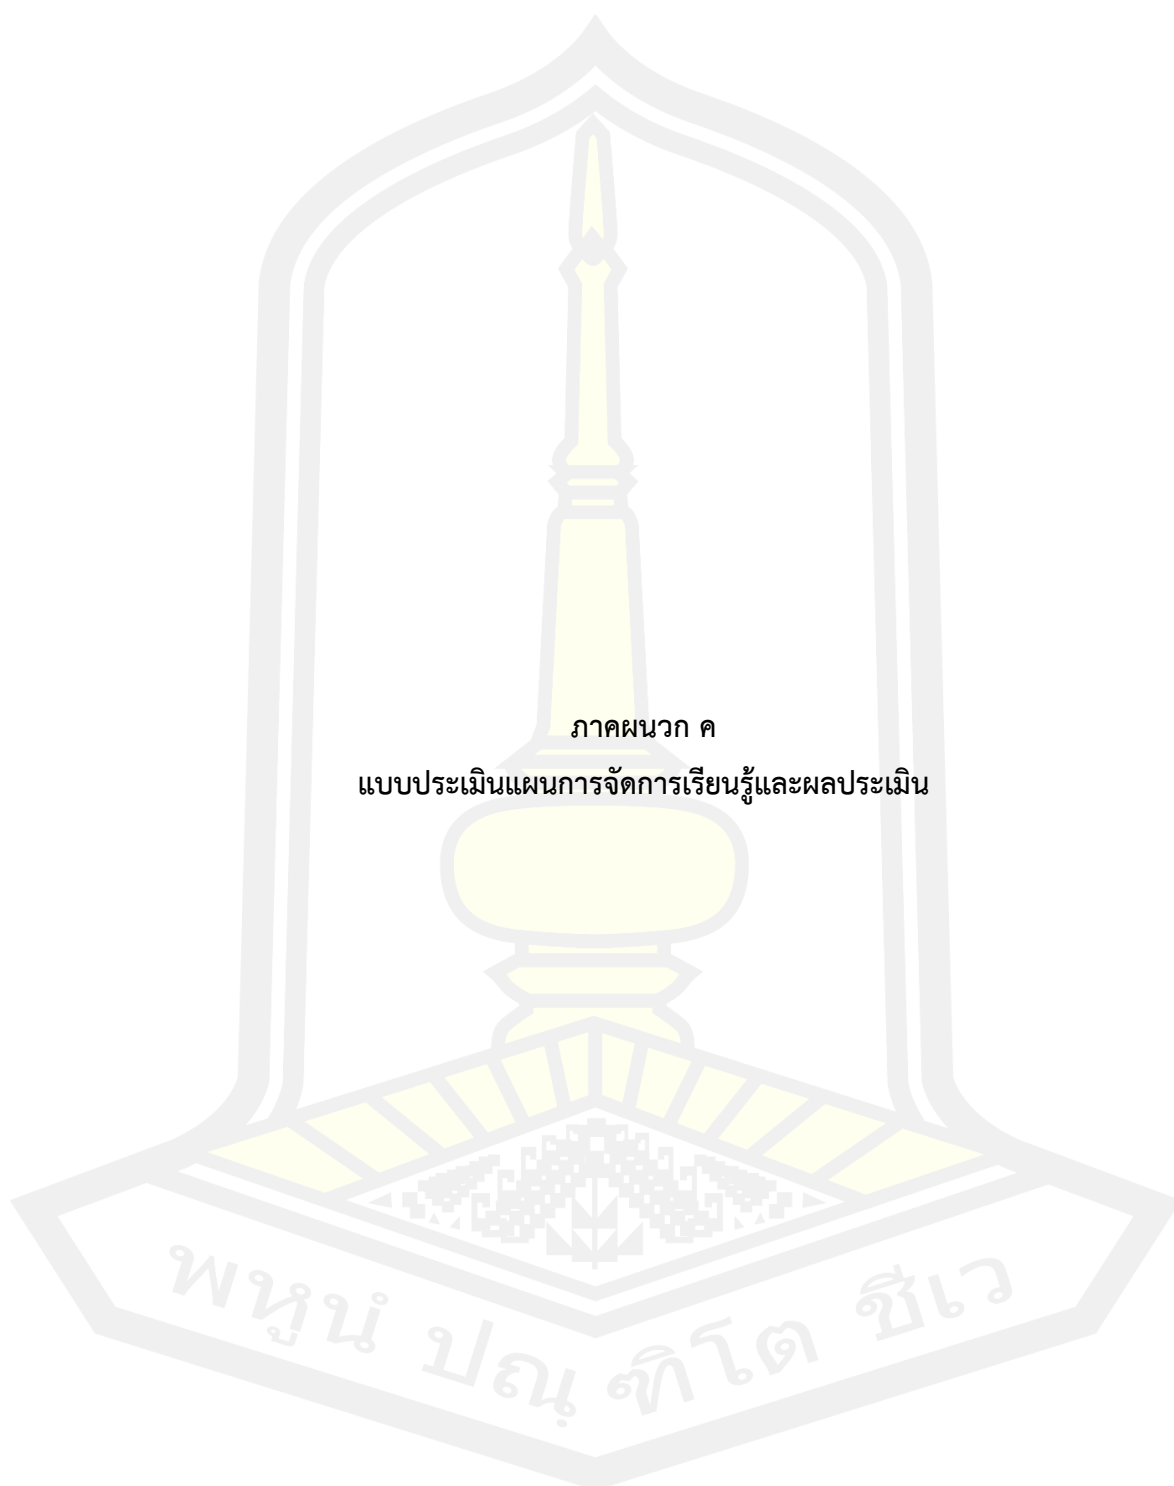 ภาคผนวก ค
แบบประเมินแผนการจัดการเรียนรู้และผลประเมิน
พหูนํ ปณฺฑิโต ชีเว